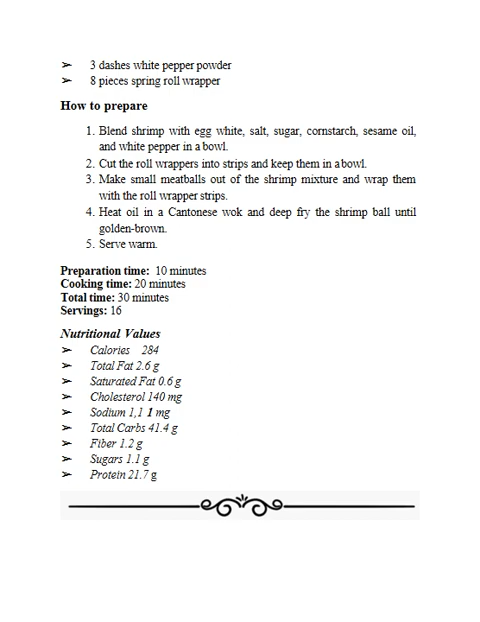 ➢ 3 dashes white pepper powder
➢ 8 pieces spring roll wrapper
How to prepare
1. Blend shrimp with egg white, salt, sugar, cornstarch, sesame oil,
and white pepper in a bowl.
2. Cut the roll wrappers into strips and keep them in a bowl.
3. Make small meatballs out of the shrimp mixture and wrap them
with the roll wrapper strips.
4. Heat oil in a Cantonese wok and deep fry the shrimp ball until
golden-brown.
5. Serve warm.
Preparation time: 10 minutes
Cooking time: 20 minutes
Total time: 30 minutes
Servings: 16
Nutritional Values
➢ Calories 284
➢ Total Fat 2.6 g
➢ Saturated Fat 0.6 g
➢ Cholesterol 140 mg
➢ Sodium 1,1 1 mg
➢ Total Carbs 41.4 g
➢ Fiber 1.2 g
➢ Sugars 1.1 g
➢ Protein 21.7 g